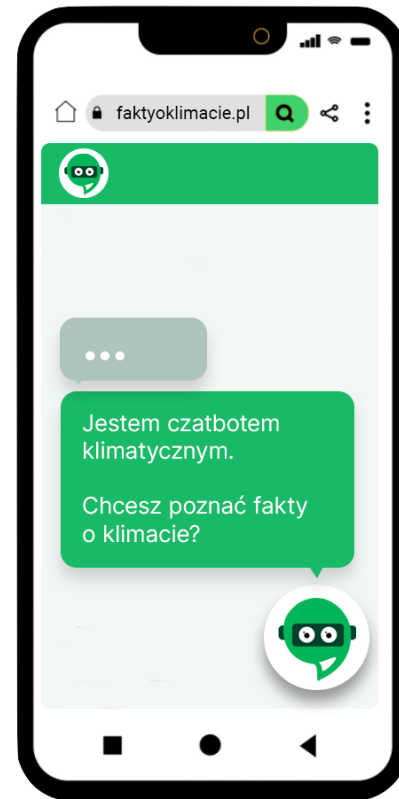 faktyoklimacie.pl
...
Jestem czatbotem
klimatycznym.
Chcesz poznać fakty
o klimacie?